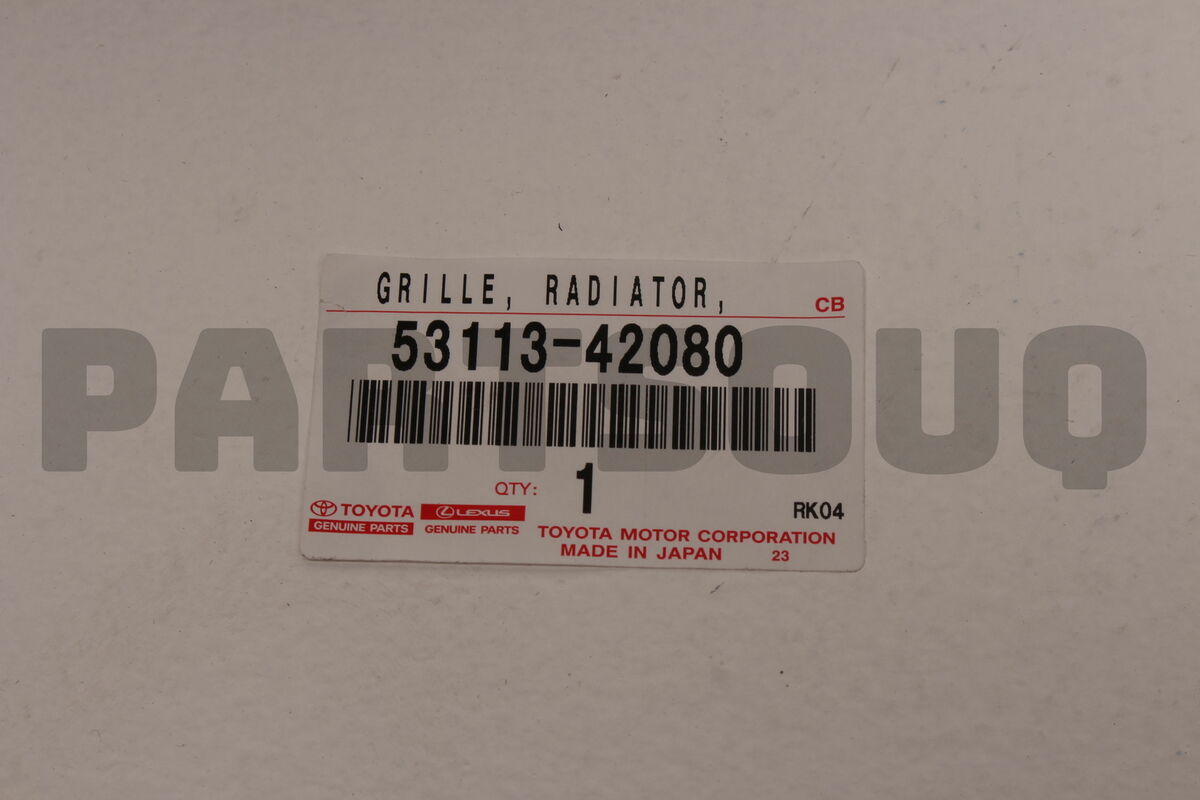 GRILLE, RADIATOR,
CB
53113-42080
PARTSOUQ
QTY: 1
RK04
TOYOTA
GENUINE PARTS
LEXUS
GENUINE PARTS
TOYOTA MOTOR CORPORATION
MADE IN JAPAN 23